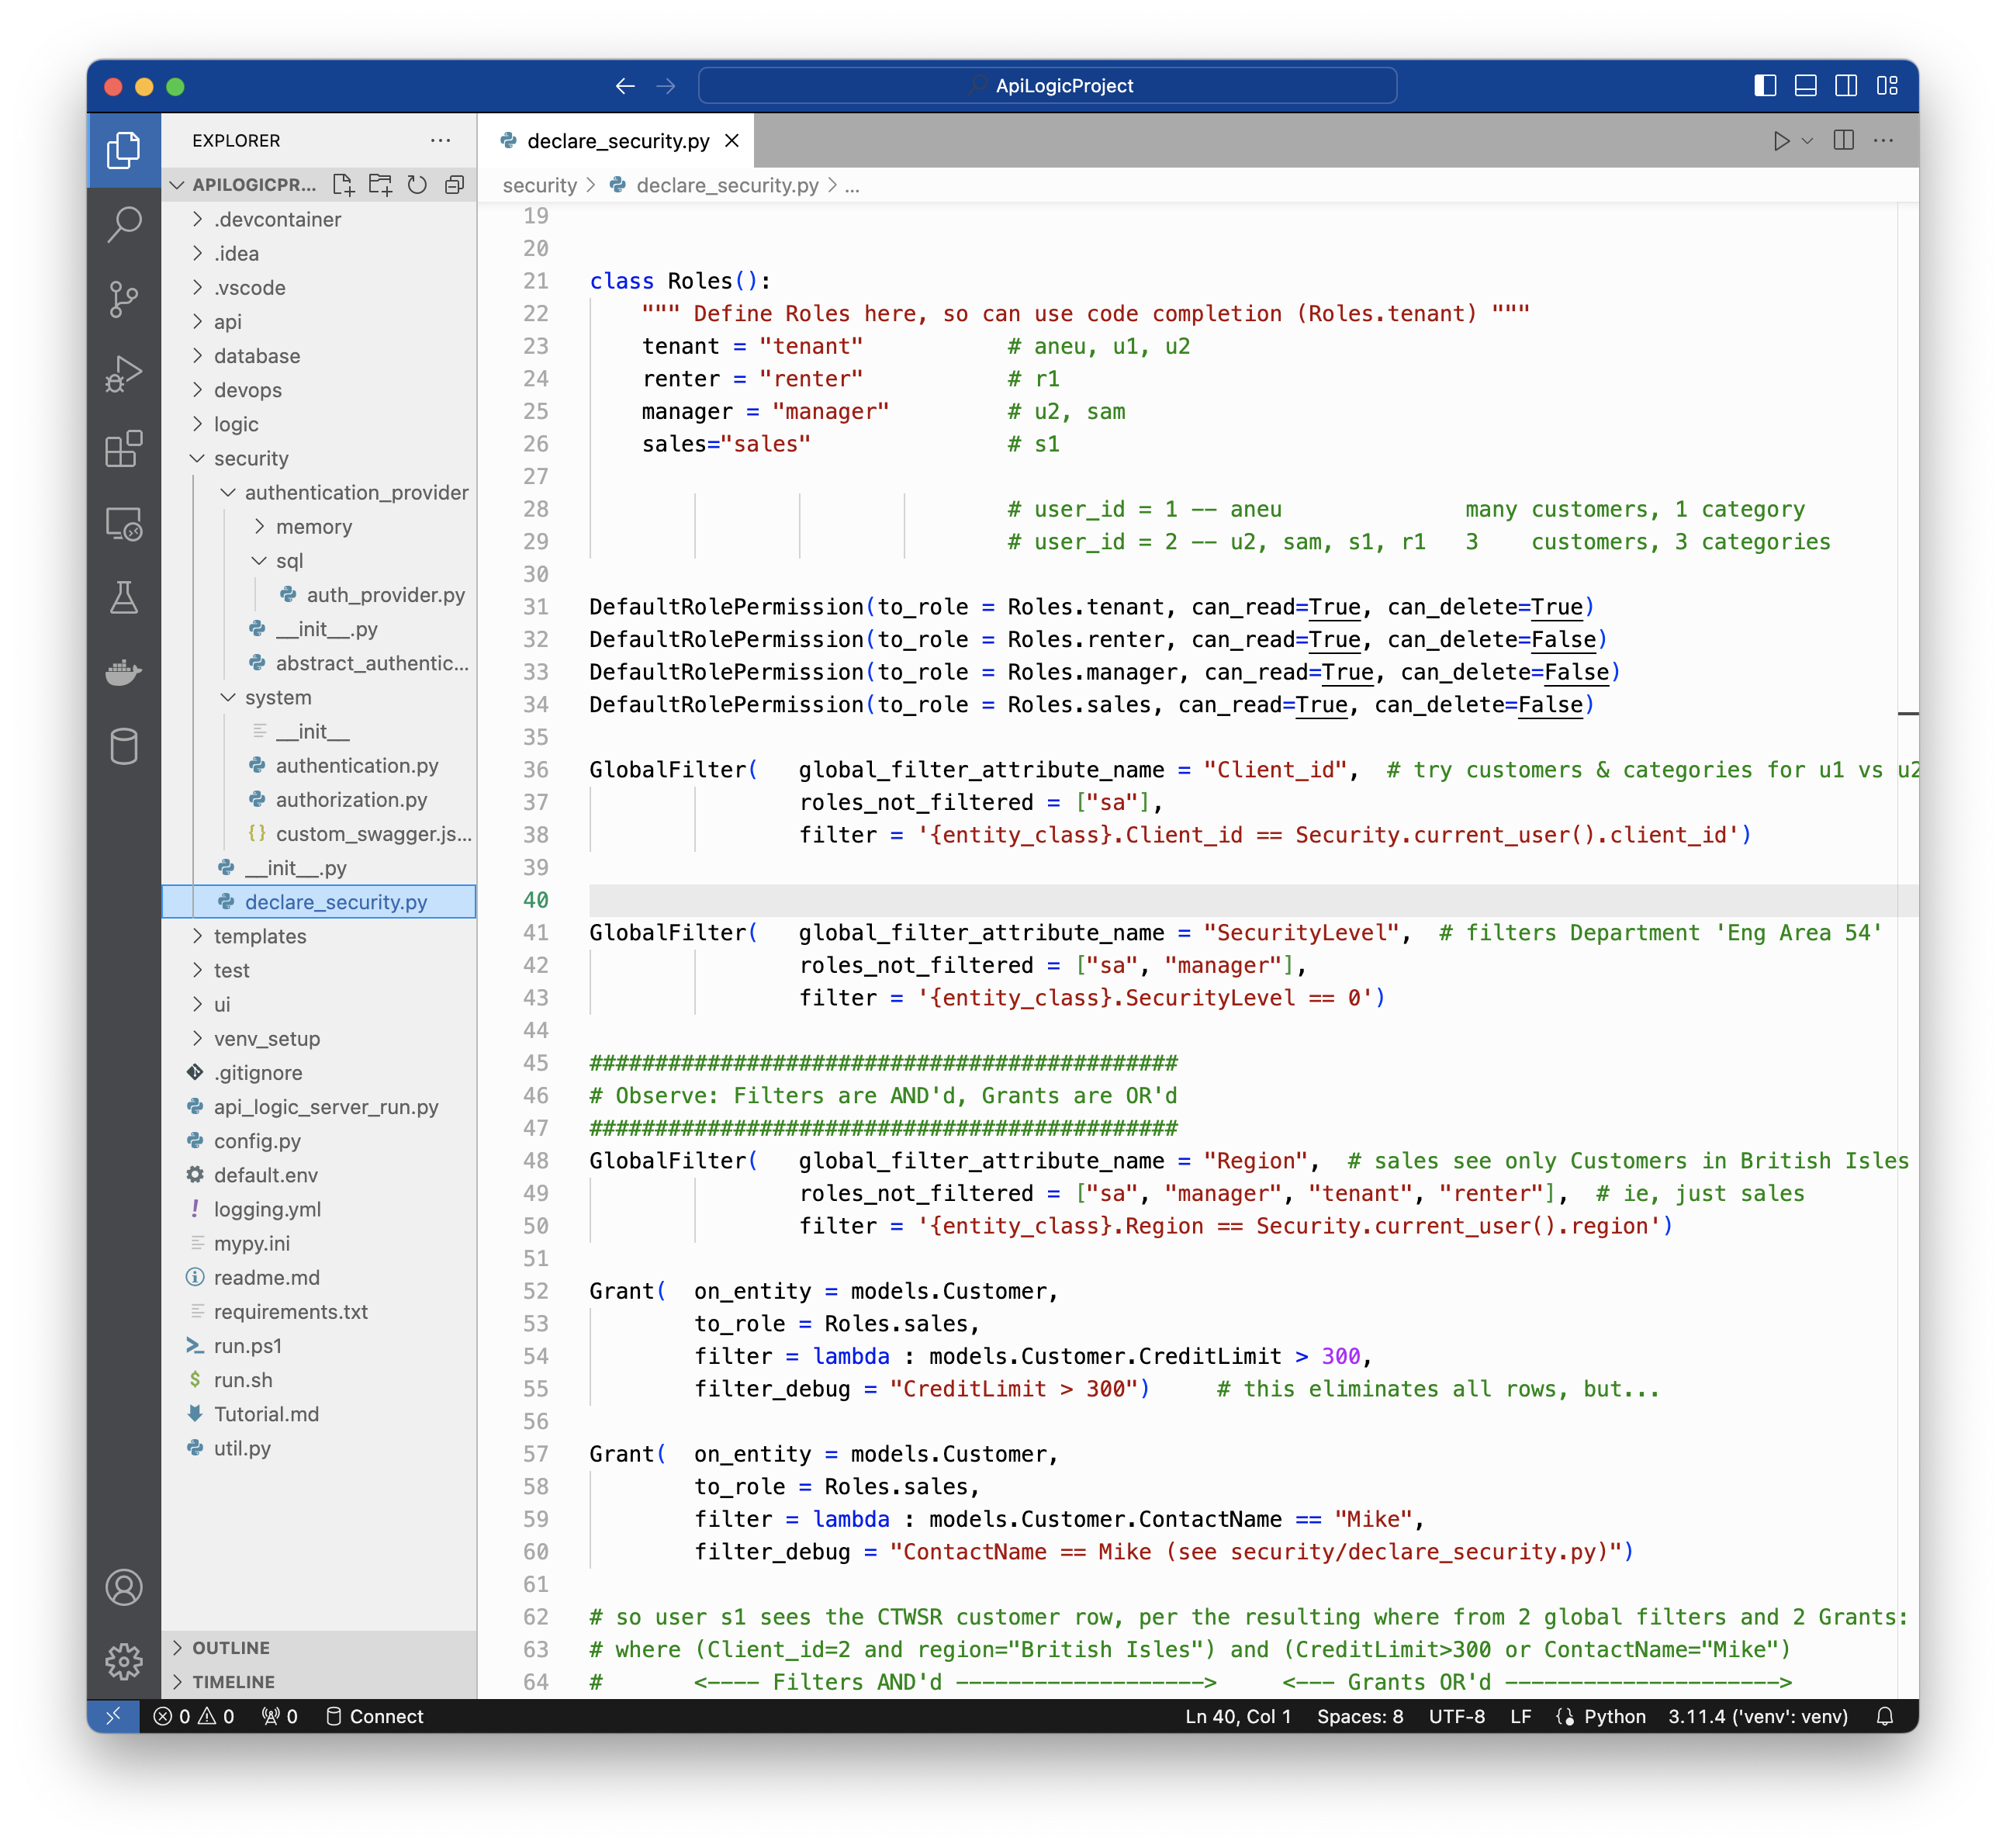 ApiLogicProject
EXPLORER
APILOGICPR...
.devcontainer
.idea
.vscode
api
database
devops
logic
security
authentication_provider
memory
sql
auth_provider.py
__init__.py
abstract_authentic...
system
__init__
authentication.py
authorization.py
custom_swagger.js...
__init__.py
declare_security.py
templates
test
ui
venv_setup
.gitignore
api_logic_server_run.py
config.py
default.env
logging.yml
mypy.ini
readme.md
requirements.txt
run.ps1
run.sh
Tutorial.md
util.py
OUTLINE
TIMELINE
declare_security.py
security > declare_security.py > ...
19
20
21 class Roles():
22     """ Define Roles here, so can use code completion (Roles.tenant) """
23     tenant = "tenant"           # aneu, u1, u2
24     renter = "renter"           # r1
25     manager = "manager"         # u2, sam
26     sales="sales"               # s1
27
28                                 # user_id = 1 -- aneu              many customers, 1 category
29                                 # user_id = 2 -- u2, sam, s1, r1   3    customers, 3 categories
30
31 DefaultRolePermission(to_role = Roles.tenant, can_read=True, can_delete=True)
32 DefaultRolePermission(to_role = Roles.renter, can_read=True, can_delete=False)
33 DefaultRolePermission(to_role = Roles.manager, can_read=True, can_delete=False)
34 DefaultRolePermission(to_role = Roles.sales, can_read=True, can_delete=False)
35
36 GlobalFilter(   global_filter_attribute_name = "Client_id",  # try customers & categories for u1 vs u2
37                 roles_not_filtered = ["sa"],
38                 filter = '{entity_class}.Client_id == Security.current_user().client_id')
39
40
41 GlobalFilter(   global_filter_attribute_name = "SecurityLevel",  # filters Department 'Eng Area 54'
42                 roles_not_filtered = ["sa", "manager"],
43                 filter = '{entity_class}.SecurityLevel == 0')
44
45 #############################################
46 # Observe: Filters are AND'd, Grants are OR'd
47 #############################################
48 GlobalFilter(   global_filter_attribute_name = "Region",  # sales see only Customers in British Isles
49                 roles_not_filtered = ["sa", "manager", "tenant", "renter"],  # ie, just sales
50                 filter = '{entity_class}.Region == Security.current_user().region')
51
52 Grant(  on_entity = models.Customer,
53         to_role = Roles.sales,
54         filter = lambda : models.Customer.CreditLimit > 300,
55         filter_debug = "CreditLimit > 300")     # this eliminates all rows, but...
56
57 Grant(  on_entity = models.Customer,
58         to_role = Roles.sales,
59         filter = lambda : models.Customer.ContactName == "Mike",
60         filter_debug = "ContactName == Mike (see security/declare_security.py)")
61
62 # so user s1 sees the CTWSR customer row, per the resulting where from 2 global filters and 2 Grants:
63 # where (Client_id=2 and region="British Isles") and (CreditLimit>300 or ContactName="Mike")
64 #       <---- Filters AND'd ------------------->     <--- Grants OR'd --------------------->
0 0 0 Connect Ln 40, Col 1 Spaces: 8 UTF-8 LF Python 3.11.4 ('venv': venv)